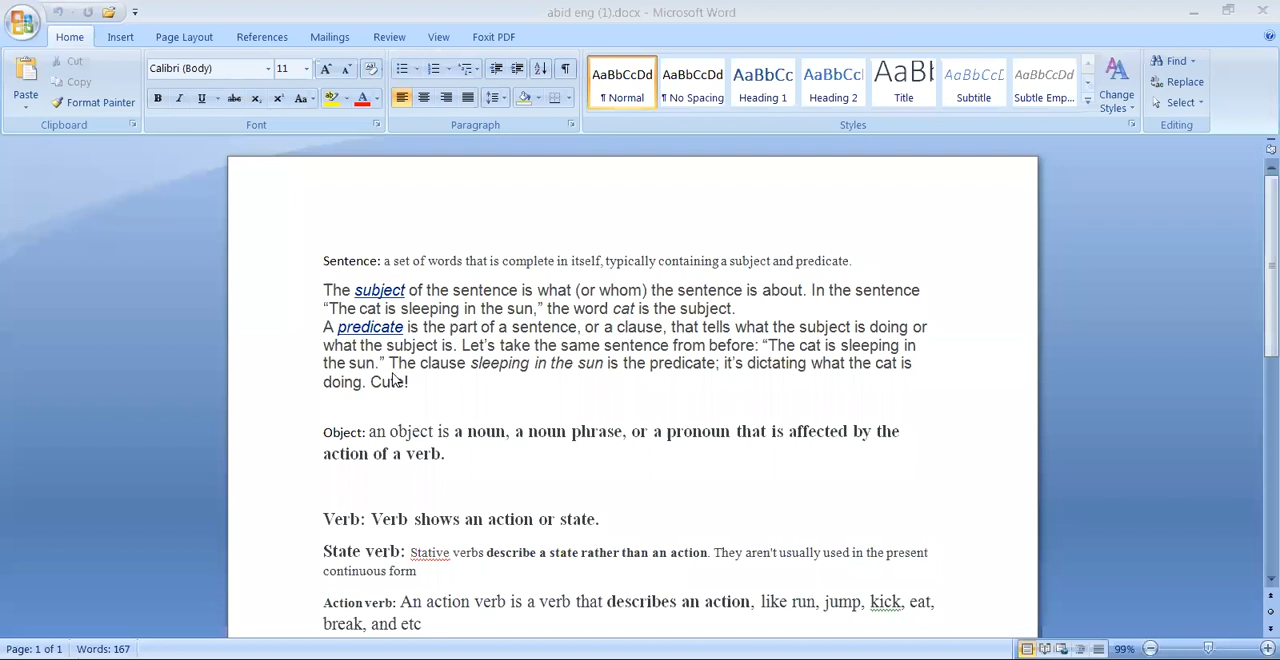 abid eng (1).docx - Microsoft Word
Home Insert Page Layout References Mailings Review View Foxit PDF
Paste
Cut
Copy
Format Painter
Clipboard
Calibri (Body) 11
Font
Paragraph
AaBbCcDd AaBbCcDd AaBbCc AaBbCc AaBb AaBbCcD AaBbCcDd
¶ Normal ¶ No Spacing Heading 1 Heading 2 Title Subtitle Subtle Emp...
Styles
Change
Styles
Find
Replace
Select
Editing
Sentence: a set of words that is complete in itself, typically containing a subject and predicate.
The subject of the sentence is what (or whom) the sentence is about. In the sentence
“The cat is sleeping in the sun,” the word cat is the subject.
A predicate is the part of a sentence, or a clause, that tells what the subject is doing or
what the subject is. Let’s take the same sentence from before: “The cat is sleeping in
the sun.” The clause sleeping in the sun is the predicate; it’s dictating what the cat is
doing. Cute!
Object: an object is a noun, a noun phrase, or a pronoun that is affected by the
action of a verb.
Verb: Verb shows an action or state.
State verb: Stative verbs describe a state rather than an action. They aren't usually used in the present
continuous form
Action verb: An action verb is a verb that describes an action, like run, jump, kick, eat,
break, and etc
Page: 1 of 1 Words: 167 99%